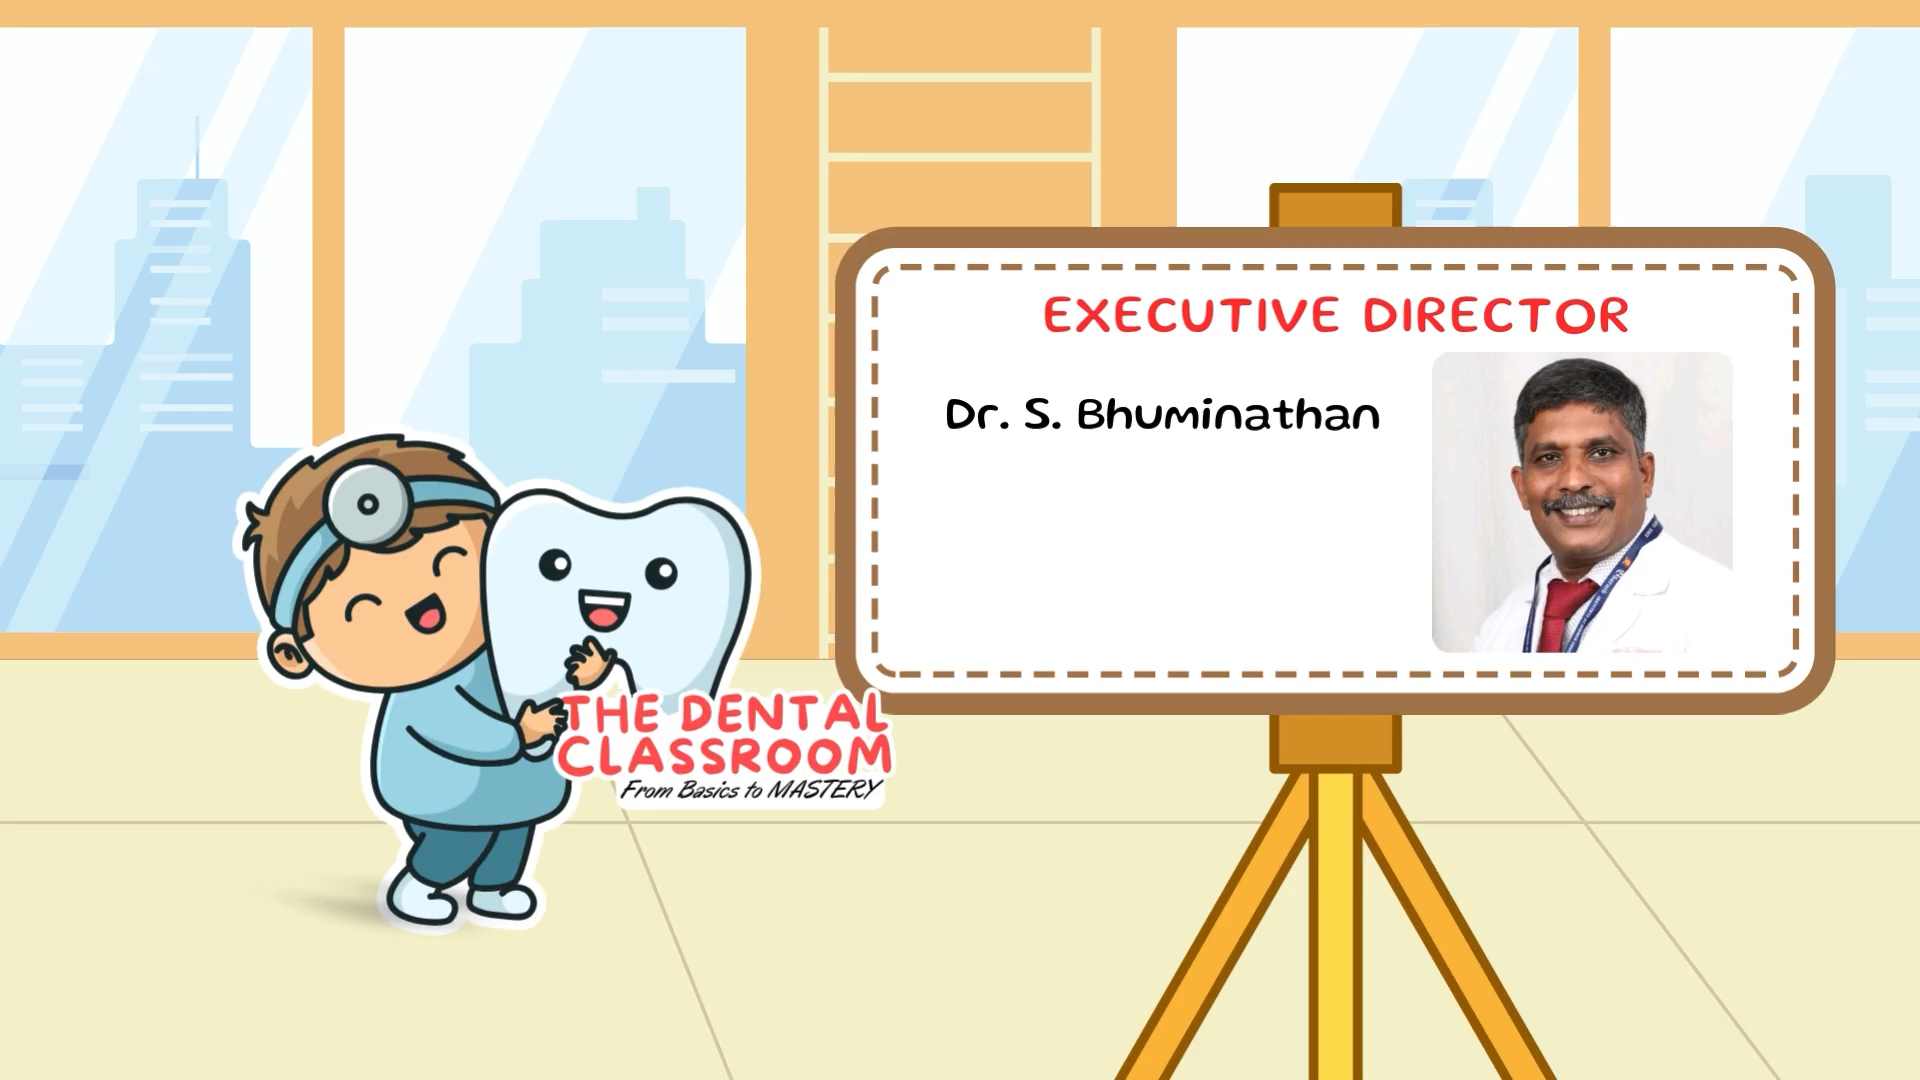 EXECUTIVE DIRECTOR
Dr. S. Bhuminathan
THE DENTAL
CLASSROOM
From Basics to MASTERY